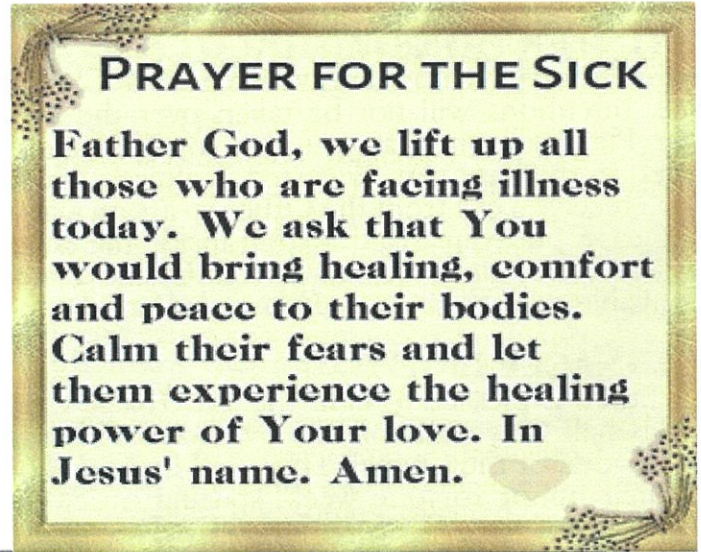 PRAYER FOR THE SICK
Father God, we lift up all
those who are facing illness
today. We ask that You
would bring healing, comfort
and peace to their bodies.
Calm their fears and let
them experience the healing
power of Your love. In
Jesus' name. Amen.